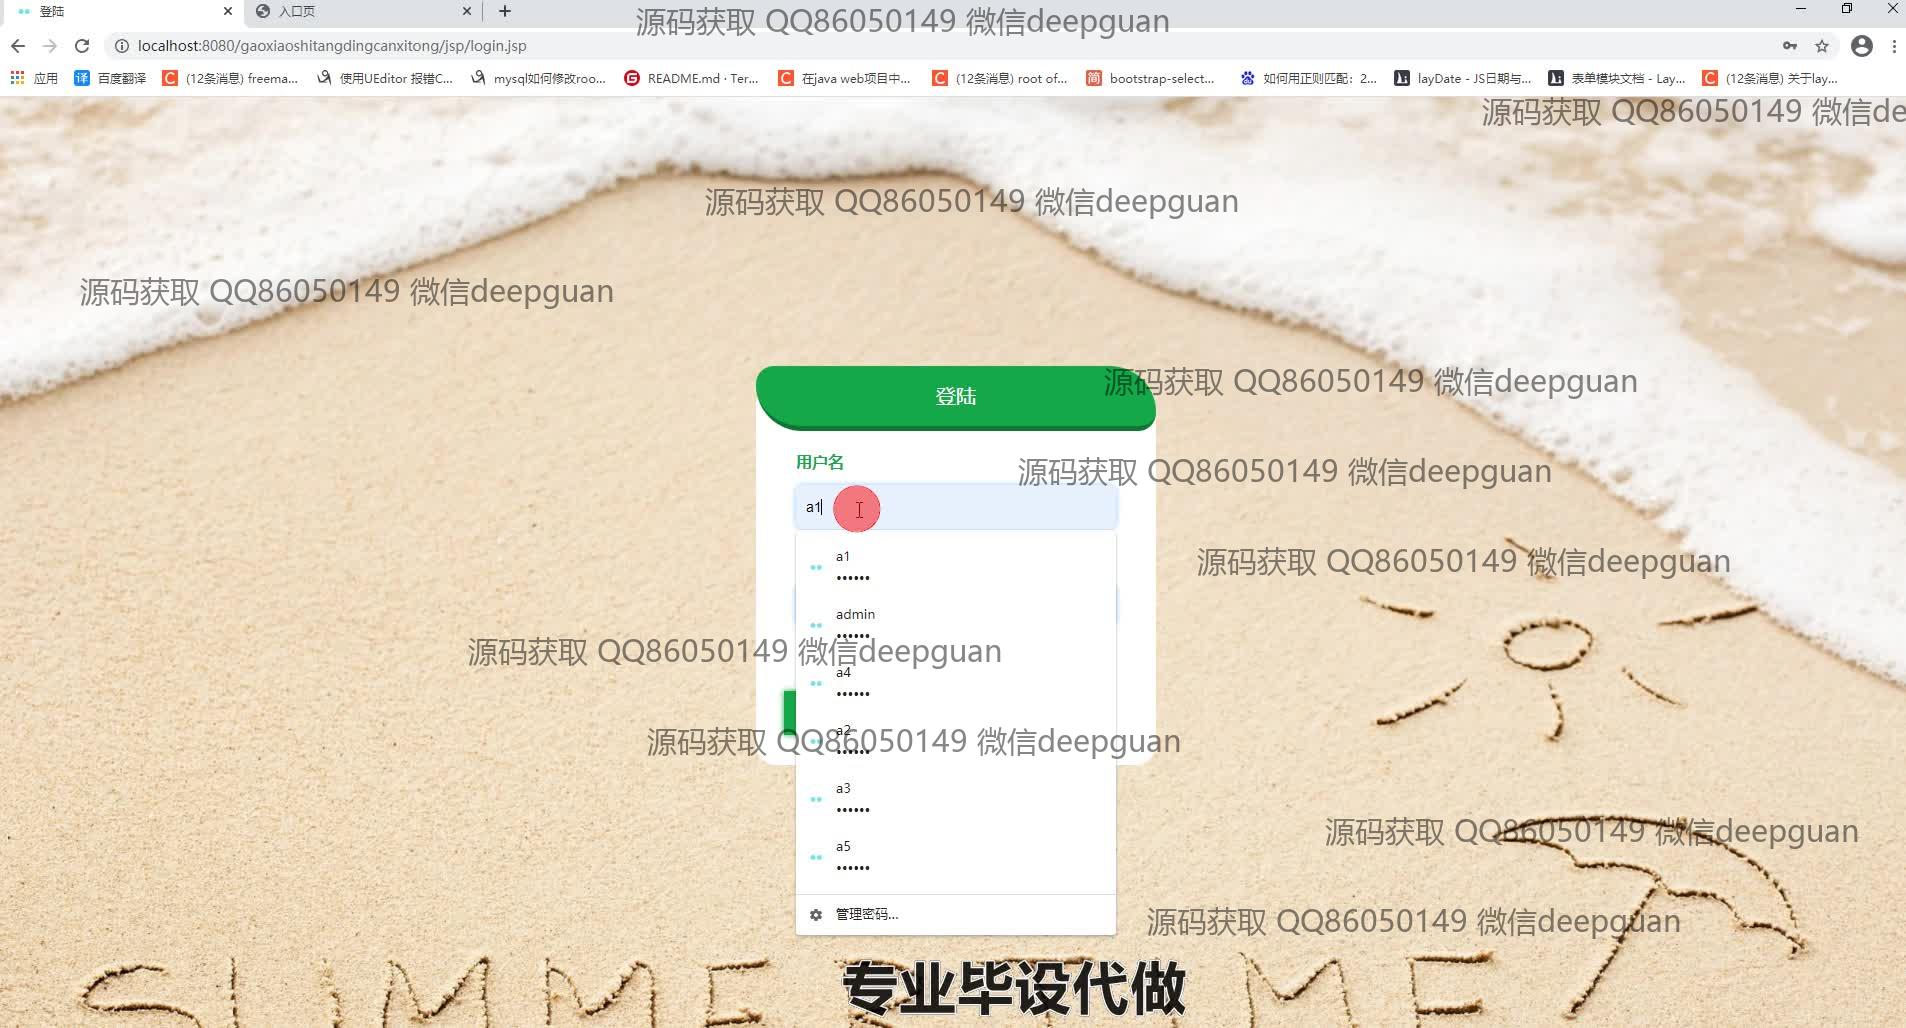 登陆
入口页
源码获取 QQ86050149 微信deepguan
localhost:8080/gaoxiaoshitangdingcanxitong/jsp/login.jsp
应用
百度翻译
(12条消息) freema...
使用UEditor 报错C...
mysql如何修改roo...
README.md · Ter...
在java web项目中...
(12条消息) root of...
bootstrap-select...
如何用正则匹配：2...
layDate - JS日期与...
表单模块文档 - Lay...
(12条消息) 关于lay...
源码获取 QQ86050149 微信de
源码获取 QQ86050149 微信deepguan
源码获取 QQ86050149 微信deepguan
登陆
源码获取 QQ86050149 微信deepguan
用户名
源码获取 QQ86050149 微信deepguan
a1
a1
••••••
源码获取 QQ86050149 微信deepguan
admin
••••••
源码获取 QQ86050149 微信deepguan
a4
••••••
a2
••••••
源码获取 QQ86050149 微信deepguan
a3
••••••
源码获取 QQ86050149 微信deepguan
a5
••••••
管理密码...
源码获取 QQ86050149 微信deepguan
SUMMER TIME
专业毕设代做